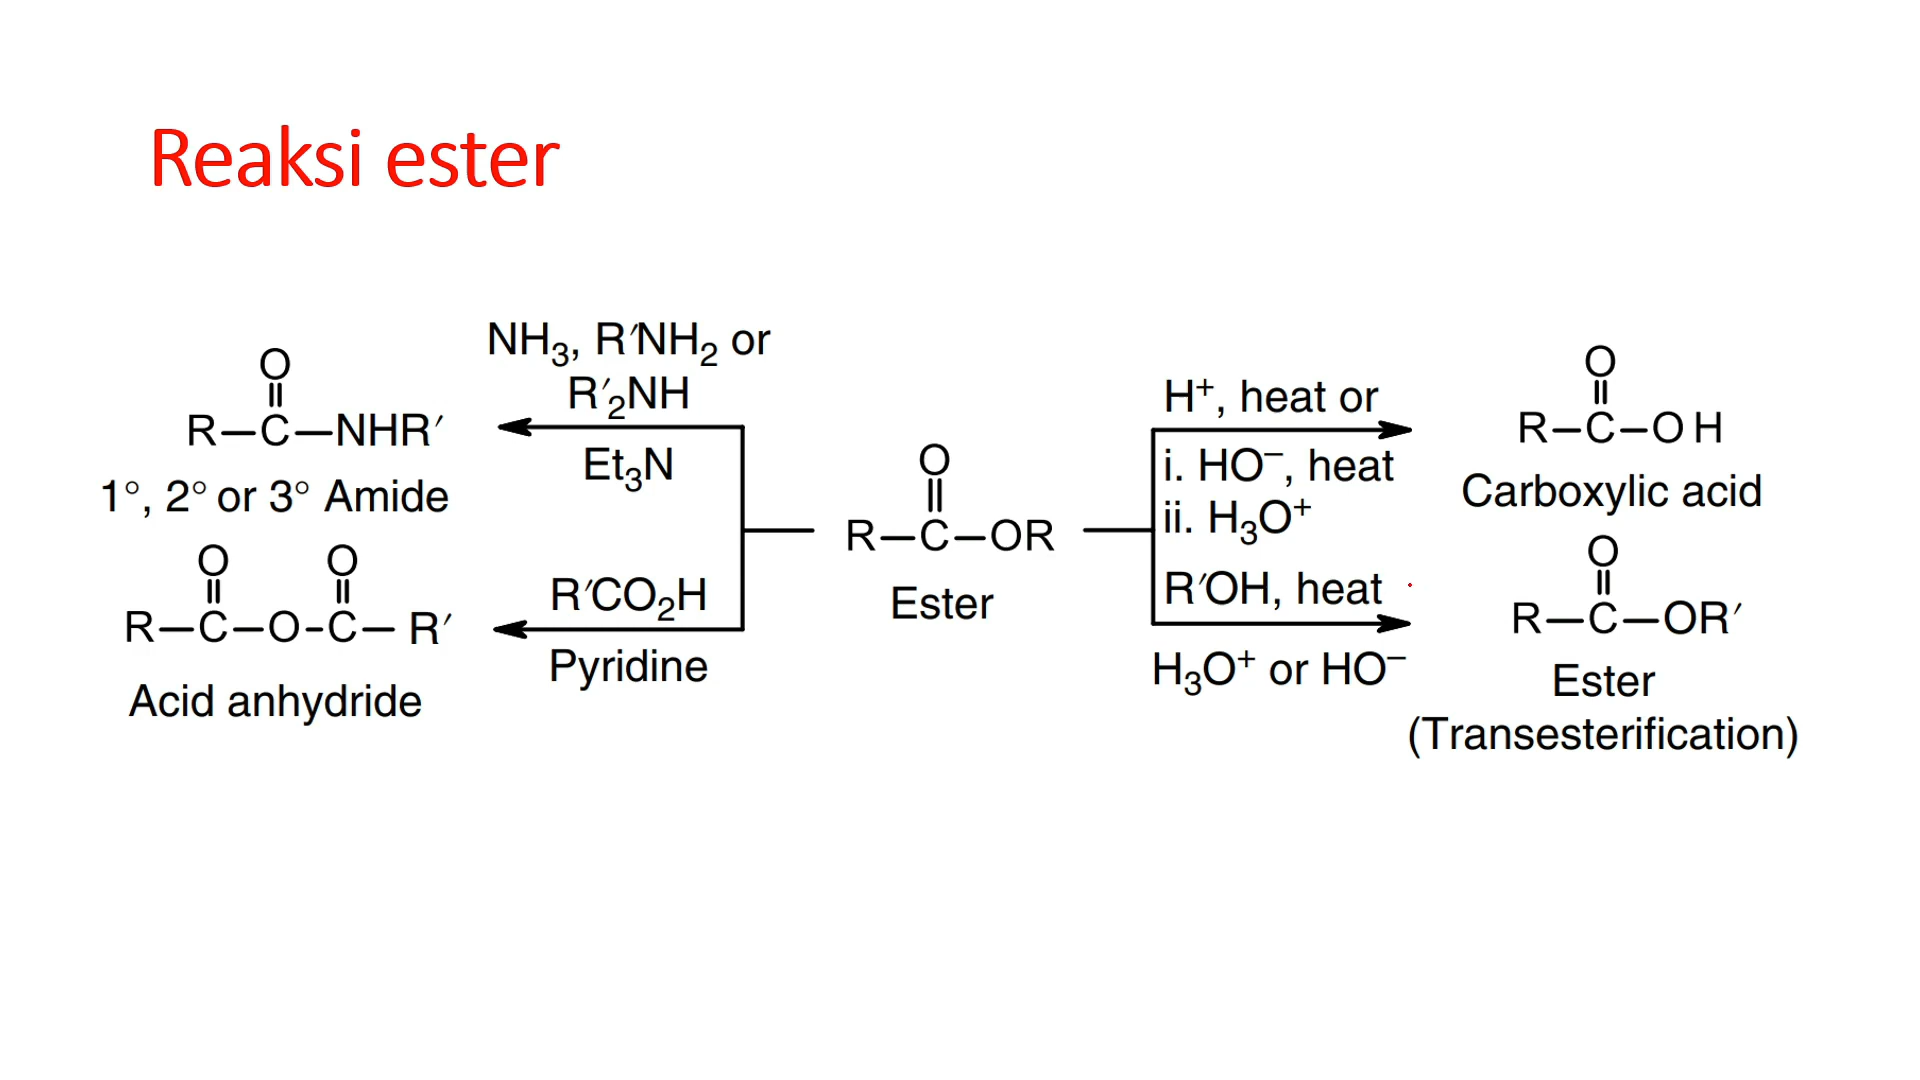 Reaksi ester
NH₃, R′NH₂ or
R′₂NH
Et₃N
O
R—C—NHR′
1°, 2° or 3° Amide
R′CO₂H
Pyridine
O O
R—C—O-C—R′
Acid anhydride
O
R—C—OR
Ester
H⁺, heat or
i. HO⁻, heat
ii. H₃O⁺
O
R—C—OH
Carboxylic acid
R′OH, heat
H₃O⁺ or HO⁻
O
R—C—OR′
Ester
(Transesterification)